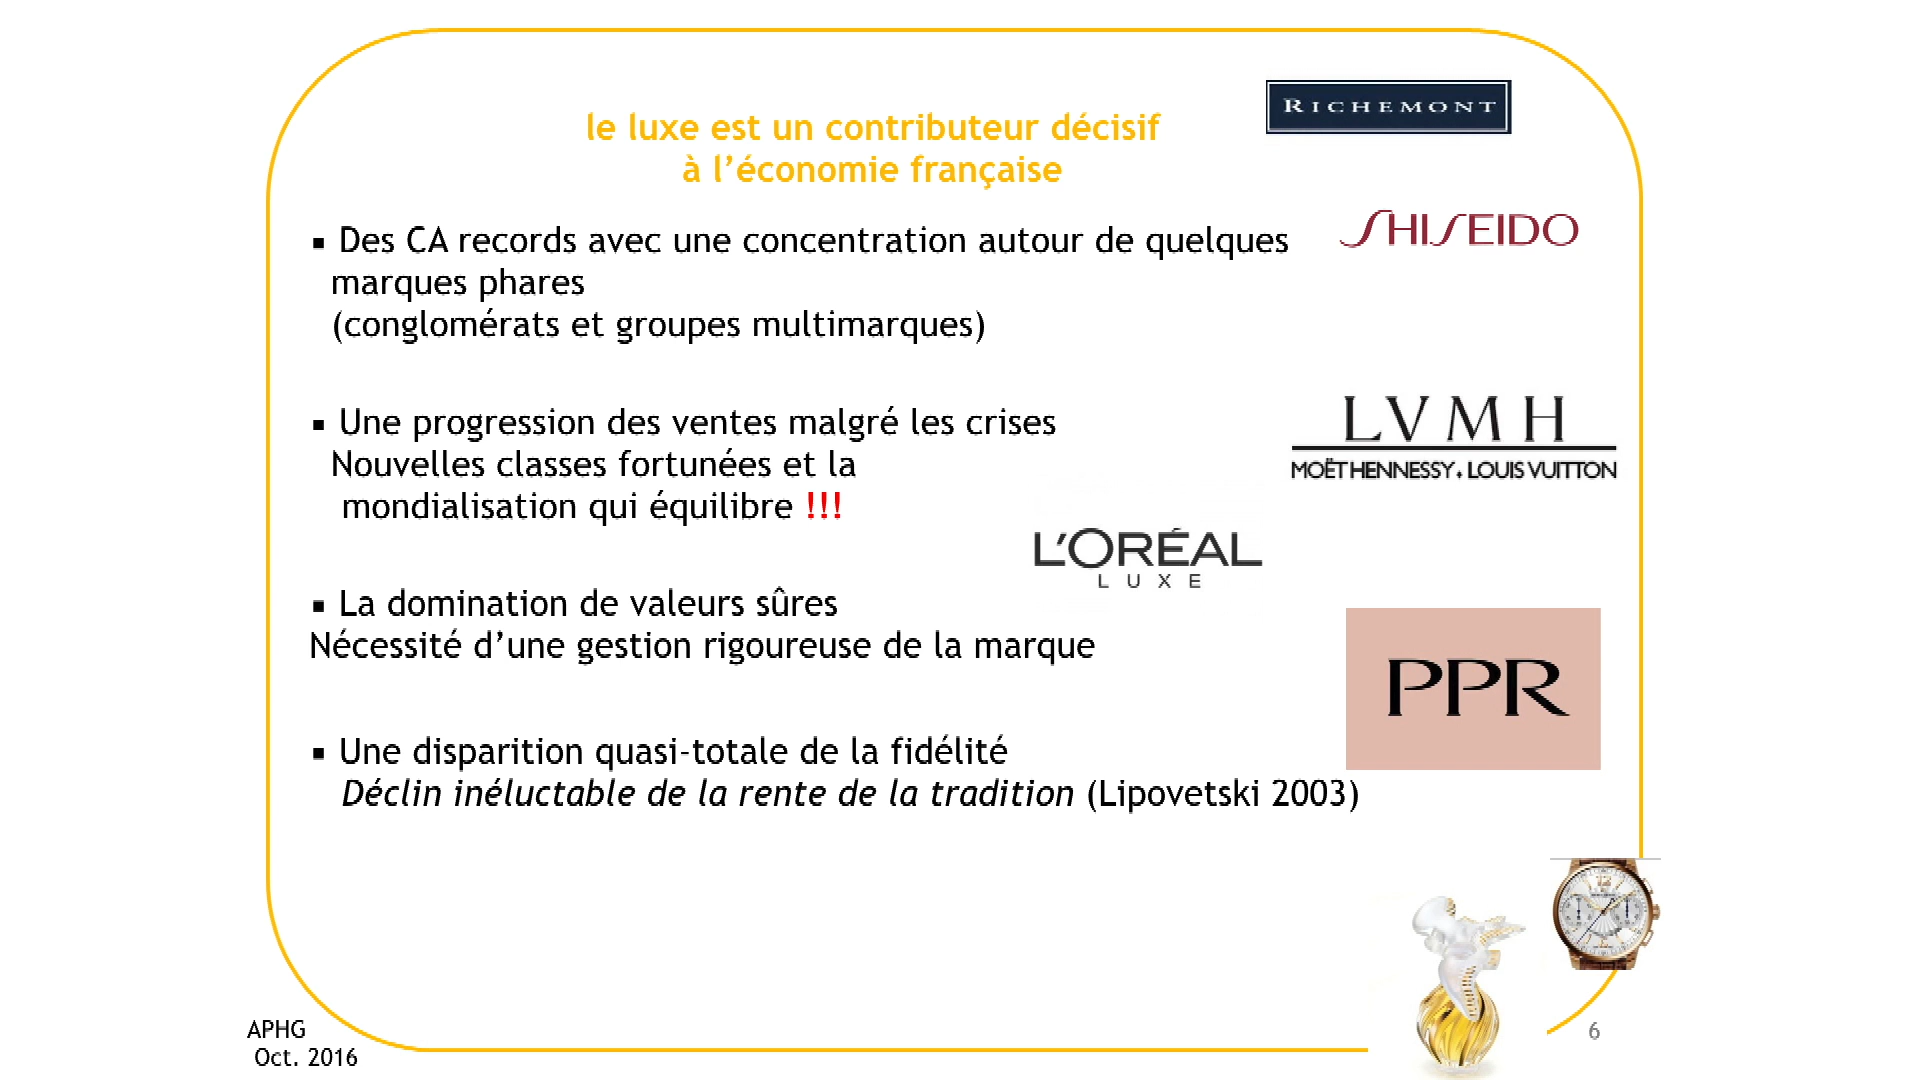 RICHEMONT
le luxe est un contributeur décisif
à l’économie française
SHISEIDO
▪ Des CA records avec une concentration autour de quelques
marques phares
(conglomérats et groupes multimarques)
LVMH
MOËT HENNESSY. LOUIS VUITTON
▪ Une progression des ventes malgré les crises
Nouvelles classes fortunées et la
mondialisation qui équilibre !!!
L’ORÉAL
LUXE
▪ La domination de valeurs sûres
Nécessité d’une gestion rigoureuse de la marque
PPR
▪ Une disparition quasi-totale de la fidélité
Déclin inéluctable de la rente de la tradition (Lipovetski 2003)
APHG
Oct. 2016
6